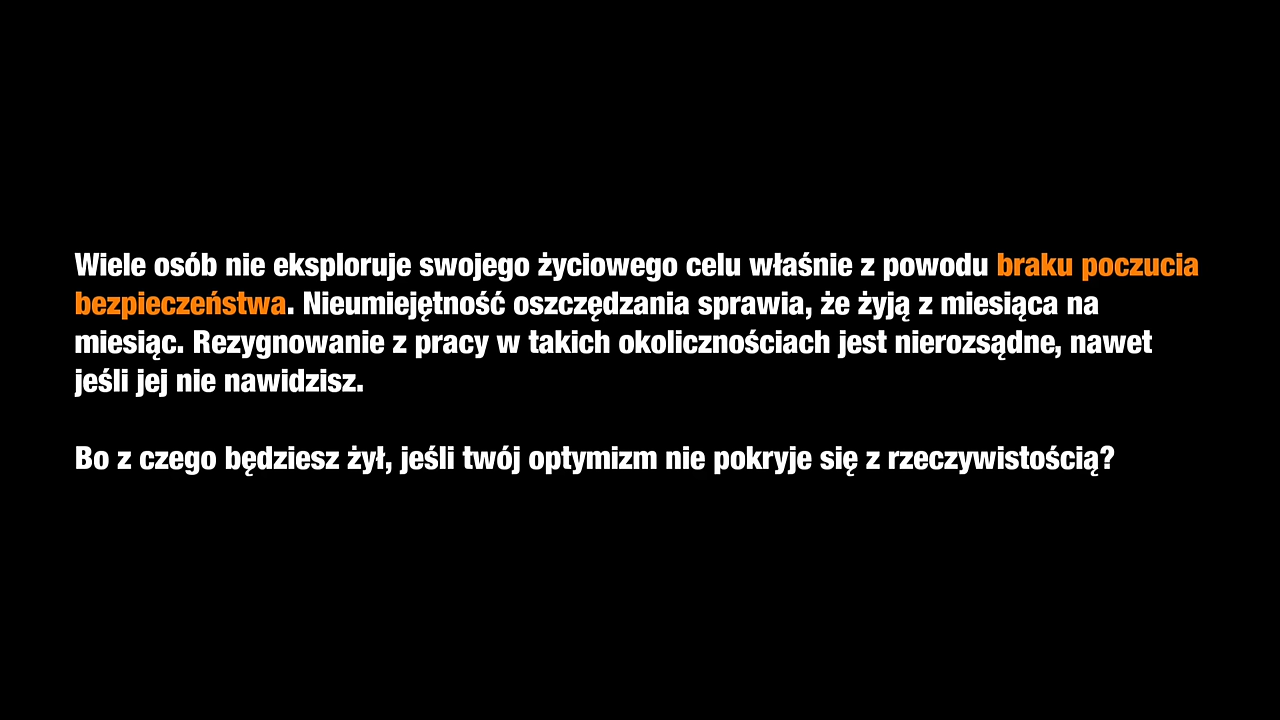 Wiele osób nie eksploruje swojego życiowego celu właśnie z powodu braku poczucia
bezpieczeństwa. Nieumiejętność oszczędzania sprawia, że żyją z miesiąca na
miesiąc. Rezygnowanie z pracy w takich okolicznościach jest nierozsądne, nawet
jeśli jej nie nawidzisz.
Bo z czego będziesz żył, jeśli twój optymizm nie pokryje się z rzeczywistością?